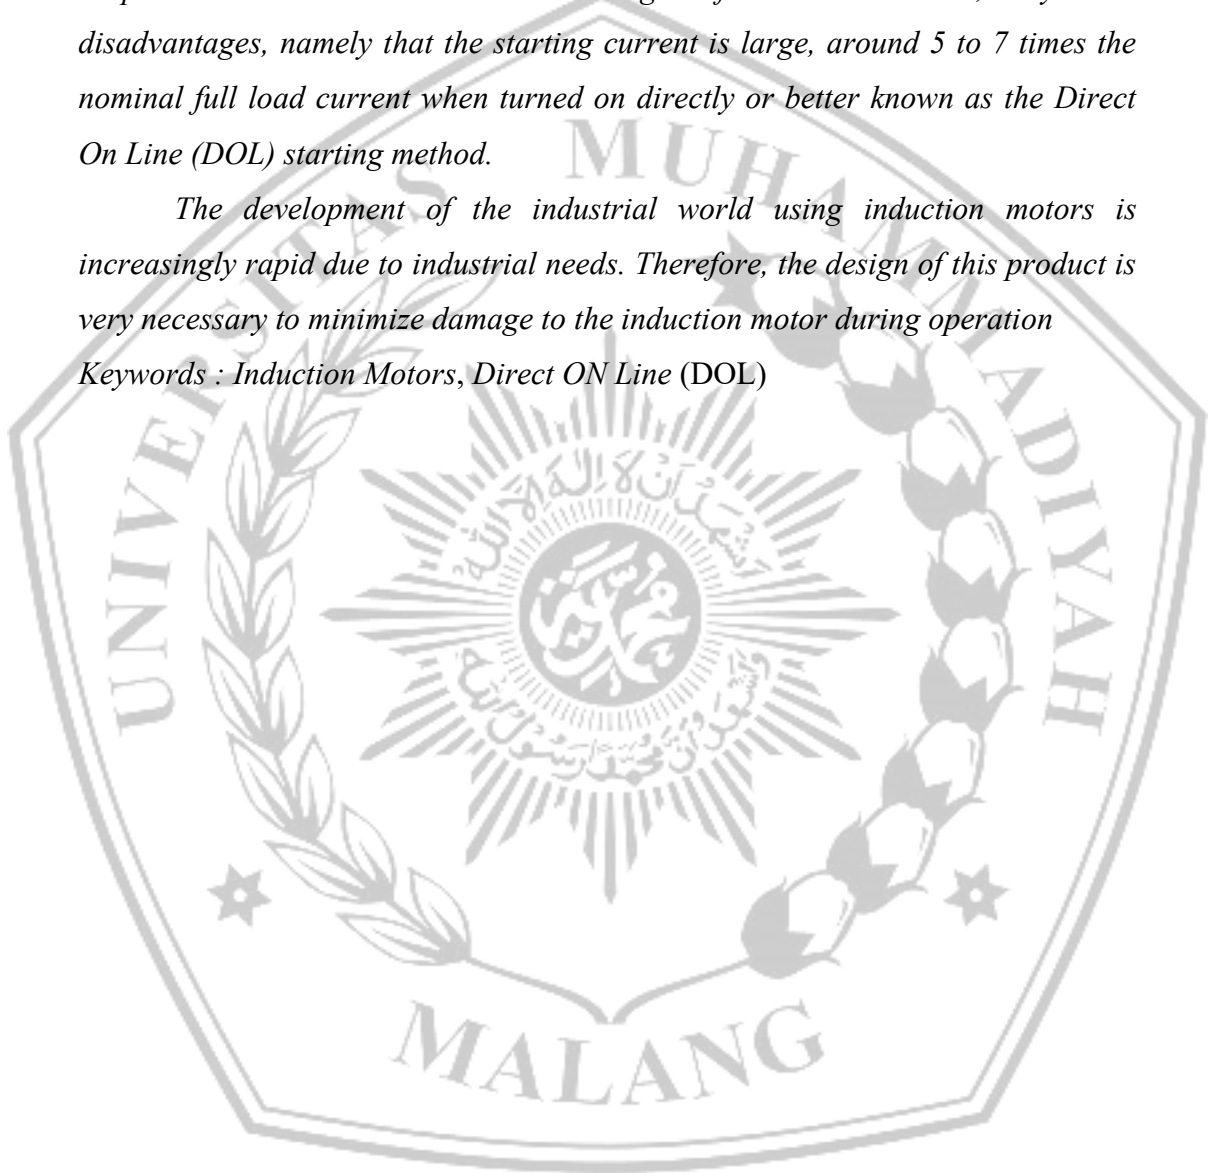 disadvantages, namely that the starting current is large, around 5 to 7 times the
nominal full load current when turned on directly or better known as the Direct
On Line (DOL) starting method.
The development of the industrial world using induction motors is
increasingly rapid due to industrial needs. Therefore, the design of this product is
very necessary to minimize damage to the induction motor during operation
Keywords : Induction Motors, Direct ON Line (DOL)
UNIVERSITAS MUHAMMADIYAH
MALANG